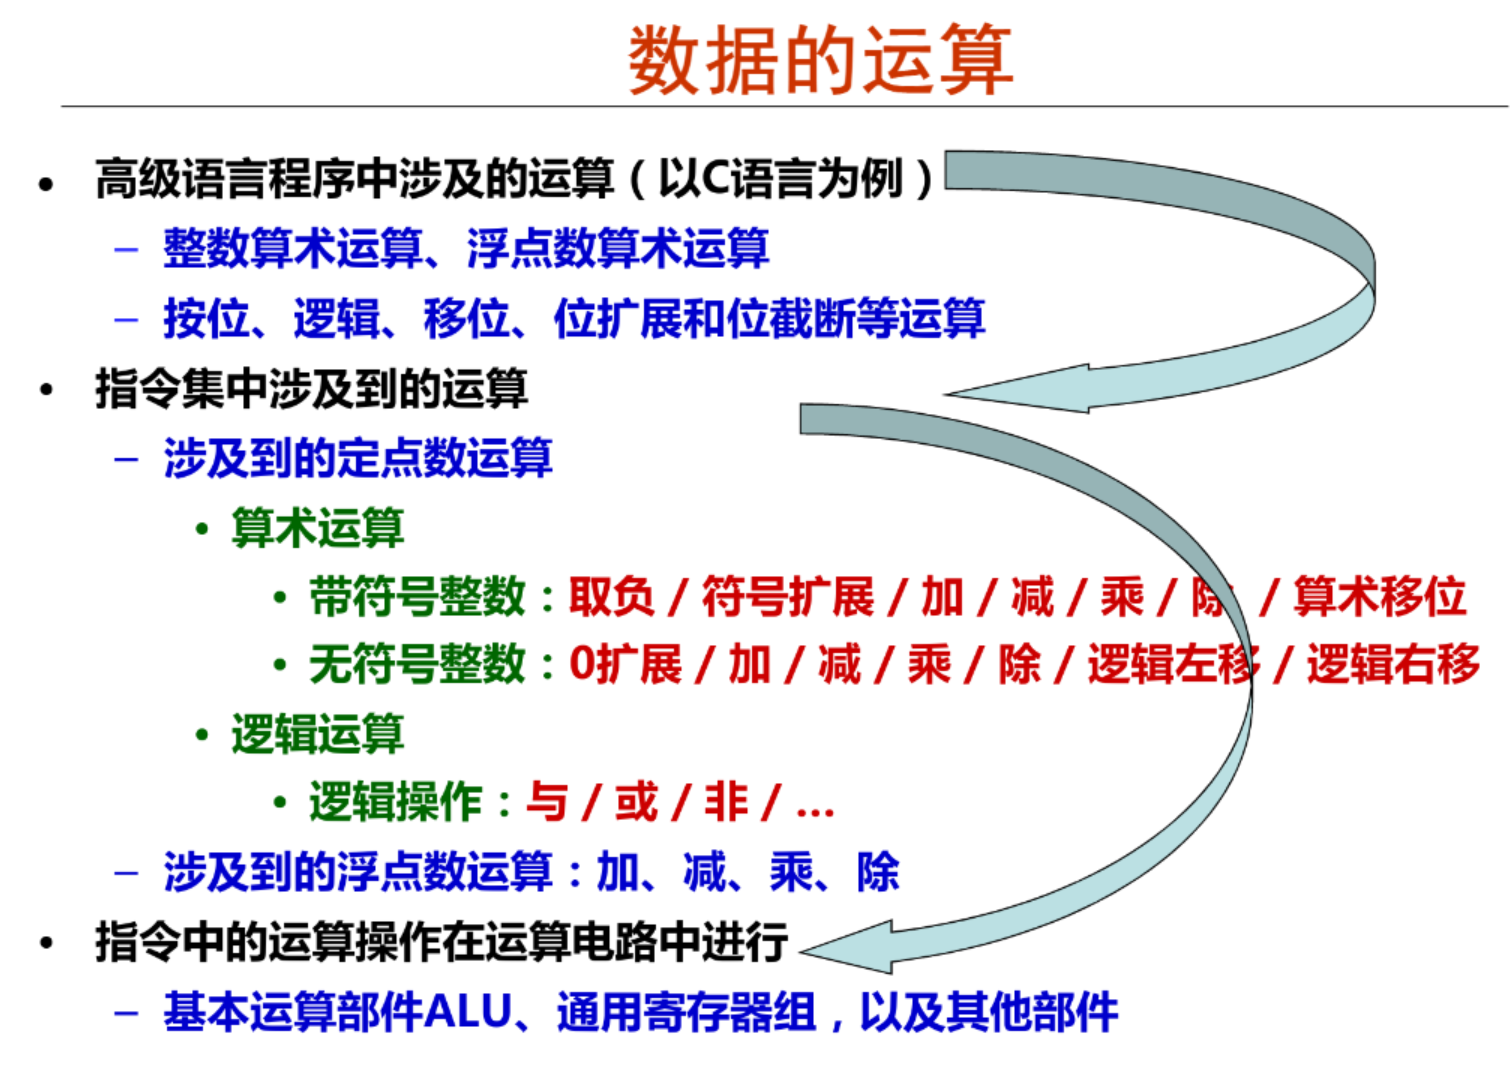 数据的运算
• 高级语言程序中涉及的运算（以C语言为例）
– 整数算术运算、浮点数算术运算
– 按位、逻辑、移位、位扩展和位截断等运算
• 指令集中涉及到的运算
– 涉及到的定点数运算
• 算术运算
• 带符号整数：取负 / 符号扩展 / 加 / 减 / 乘 / 除 / 算术移位
• 无符号整数：0扩展 / 加 / 减 / 乘 / 除 / 逻辑左移 / 逻辑右移
• 逻辑运算
• 逻辑操作：与 / 或 / 非 / …
– 涉及到的浮点数运算：加、减、乘、除
• 指令中的运算操作在运算电路中进行
– 基本运算部件ALU、通用寄存器组，以及其他部件